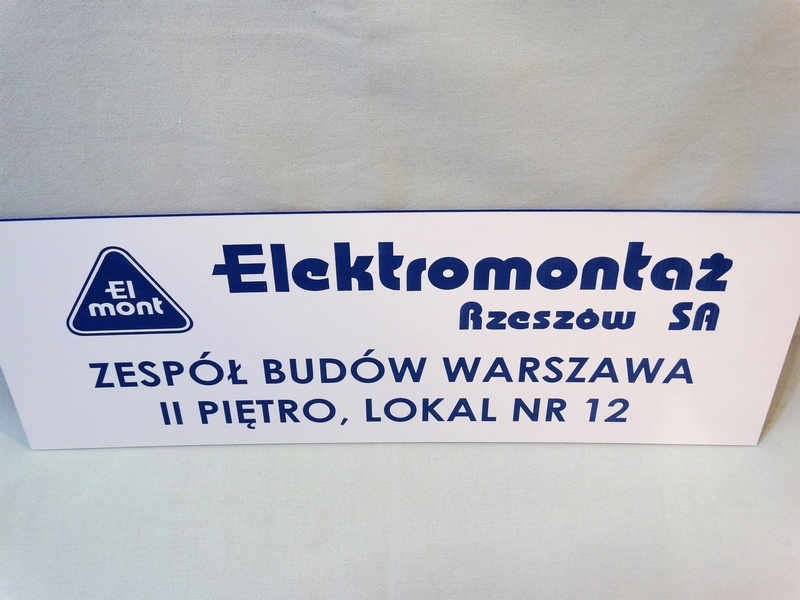 El
mont
Elektromontaż
Rzeszów SA
ZESPÓŁ BUDÓW WARSZAWA
II PIĘTRO, LOKAL NR 12